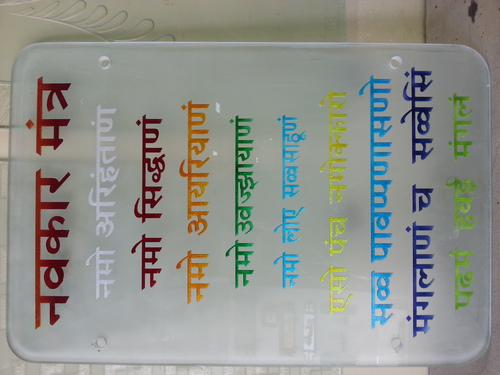 नवकार मंत्र
नमो अरिहंताणं
नमो सिद्धाणं
नमो आयरियाणं
नमो उवज्झायाणं
नमो लोए सव्वसाहूणं
एसो पंच नमोक्कारो
सव्व पावप्पणासणो
मंगलाणं च सव्वेसिं
पढमं हवई मंगलं